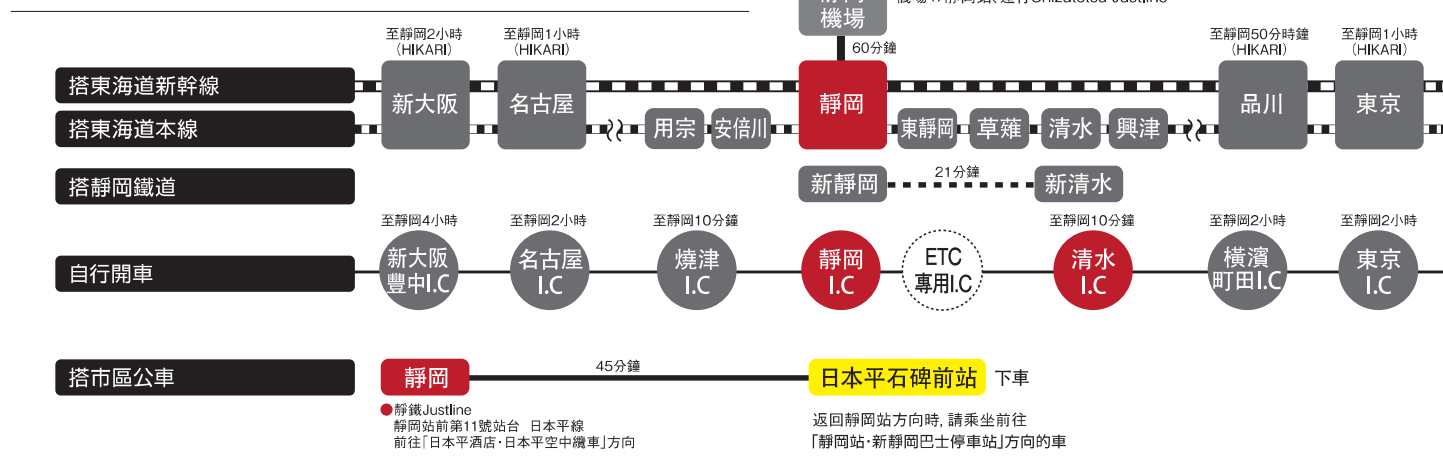 機場
60分鐘
至靜岡2小時
(HIKARI)
至靜岡1小時
(HIKARI)
至靜岡50分時鐘
(HIKARI)
至靜岡1小時
(HIKARI)
搭東海道新幹線
搭東海道本線
新大阪
名古屋
用宗
安倍川
靜岡
東靜岡
草薙
清水
興津
品川
東京
搭靜岡鐵道
新靜岡
21分鐘
新清水
至靜岡4小時
至靜岡2小時
至靜岡10分鐘
至靜岡10分鐘
至靜岡2小時
至靜岡2小時
自行開車
新大阪
豐中I.C
名古屋
I.C
燒津
I.C
靜岡
I.C
ETC
專用I.C
清水
I.C
橫濱
町田I.C
東京
I.C
搭市區公車
靜岡
45分鐘
日本平石碑前站 下車
●靜鐵Justline
靜岡站前第11號站台 日本平線
前往「日本平酒店･日本平空中纜車」方向
返回靜岡站方向時, 請乘坐前往
「靜岡站･新靜岡巴士停車站」方向的車